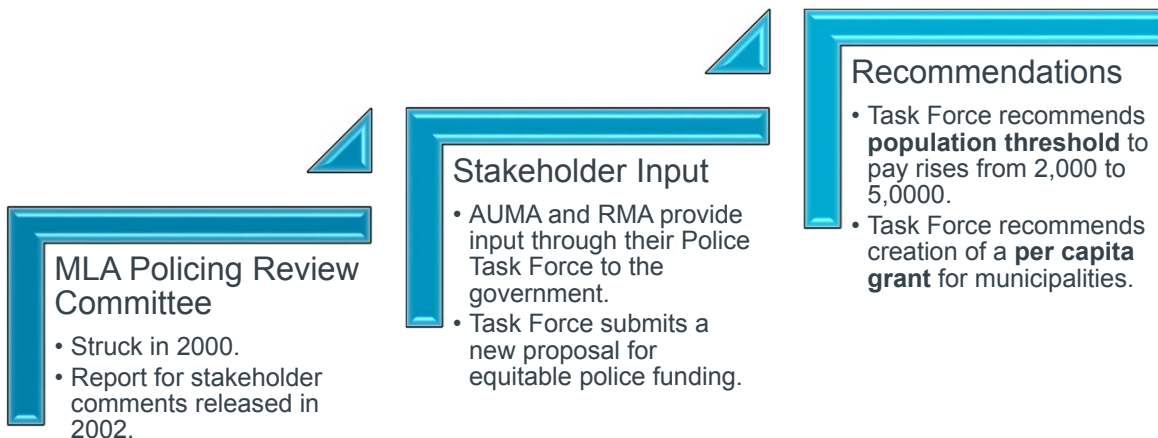 MLA Policing Review
Committee
• Struck in 2000.
• Report for stakeholder
comments released in
2002.
Stakeholder Input
• AUMA and RMA provide
input through their Police
Task Force to the
government.
• Task Force submits a
new proposal for
equitable police funding.
Recommendations
• Task Force recommends
population threshold to
pay rises from 2,000 to
5,0000.
• Task Force recommends
creation of a per capita
grant for municipalities.